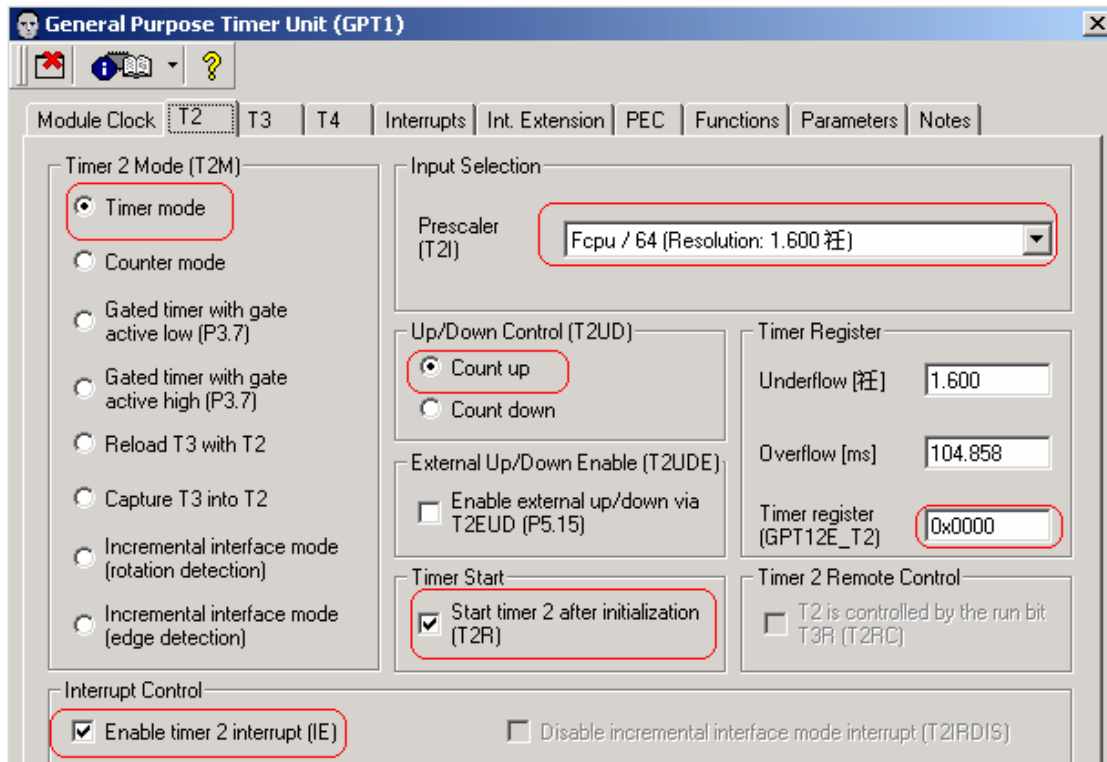 General Purpose Timer Unit (GPT1)
Module Clock T2 T3 T4 Interrupts Int. Extension PEC Functions Parameters Notes
Timer 2 Mode (T2M)
Timer mode
Counter mode
Gated timer with gate
active low (P3.7)
Gated timer with gate
active high (P3.7)
Reload T3 with T2
Capture T3 into T2
Incremental interface mode
(rotation detection)
Incremental interface mode
(edge detection)
Input Selection
Prescaler
(T2I)
Fcpu / 64 (Resolution: 1.600 祍)
Up/Down Control (T2UD)
Count up
Count down
External Up/Down Enable (T2UDE)
Enable external up/down via
T2EUD (P5.15)
Timer Start
Start timer 2 after initialization
(T2R)
Timer Register
Underflow [祍] 1.600
Overflow [ms] 104.858
Timer register
(GPT12E_T2) 0x0000
Timer 2 Remote Control
T2 is controlled by the run bit
T3R (T2RC)
Interrupt Control
Enable timer 2 interrupt (IE)
Disable incremental interface mode interrupt (T2IRDIS)